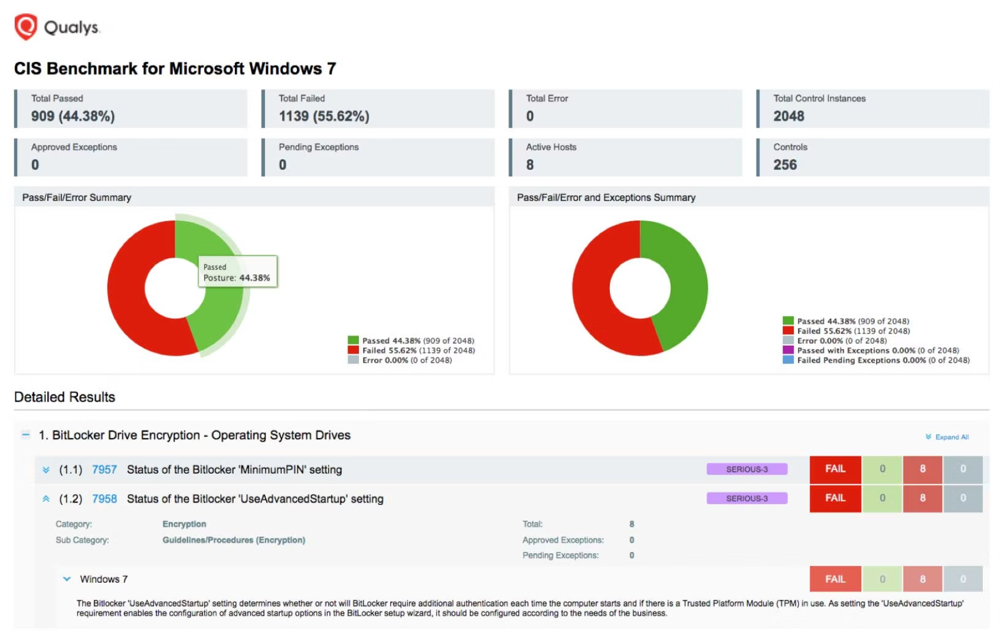 Qualys.
CIS Benchmark for Microsoft Windows 7
Total Passed
909 (44.38%)
Total Failed
1139 (55.62%)
Total Error
0
Total Control Instances
2048
Approved Exceptions
0
Pending Exceptions
0
Active Hosts
8
Controls
256
Pass/Fail/Error Summary
Passed
Posture: 44.38%
Passed 44.38% (909 of 2048)
Failed 55.62% (1139 of 2048)
Error 0.00% (0 of 2048)
Pass/Fail/Error and Exceptions Summary
Passed 44.38% (909 of 2048)
Failed 55.62% (1139 of 2048)
Error 0.00% (0 of 2048)
Passed with Exceptions 0.00% (0 of 2048)
Failed Pending Exceptions 0.00% (0 of 2048)
Detailed Results
1. BitLocker Drive Encryption - Operating System Drives
Expand All
(1.1) 7957 Status of the Bitlocker 'MinimumPIN' setting SERIOUS-3 FAIL 0 8 0
(1.2) 7958 Status of the Bitlocker 'UseAdvancedStartup' setting SERIOUS-3 FAIL 0 8 0
Category: Encryption Total: 8
Sub Category: Guidelines/Procedures (Encryption) Approved Exceptions: 0
Pending Exceptions: 0
Windows 7 FAIL 0 8 0
The Bitlocker 'UseAdvancedStartup' setting determines whether or not will BitLocker require additional authentication each time the computer starts and if there is a Trusted Platform Module (TPM) in use. As setting the 'UseAdvancedStartup'
requirement enables the configuration of advanced startup options in the BitLocker setup wizard, it should be configured according to the needs of the business.